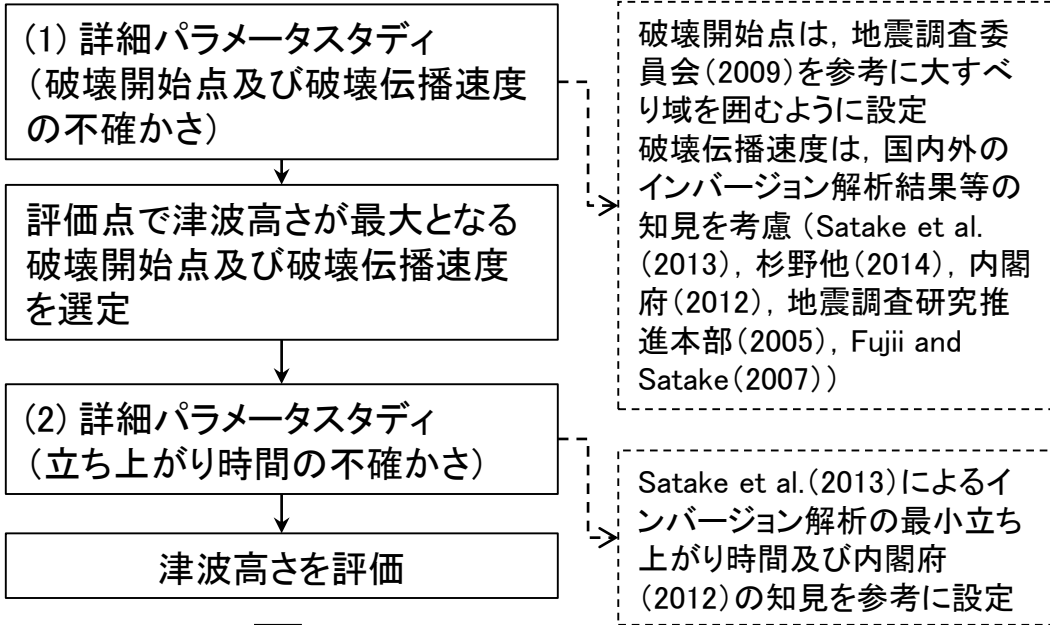 (1) 詳細パラメータスタディ
(破壊開始点及び破壊伝播速度
の不確かさ)
評価点で津波高さが最大となる
破壊開始点及び破壊伝播速度
を選定
(2) 詳細パラメータスタディ
(立ち上がり時間の不確かさ)
津波高さを評価
破壊開始点は，地震調査委
員会(2009)を参考に大すべ
り域を囲むように設定
破壊伝播速度は，国内外の
インバージョン解析結果等の
知見を考慮 (Satake et al.
(2013)，杉野他(2014)，内閣
府(2012)，地震調査研究推
進本部(2005)，Fujii and
Satake(2007))
Satake et al.(2013)によるイ
ンバージョン解析の最小立ち
上がり時間及び内閣府
(2012)の知見を参考に設定